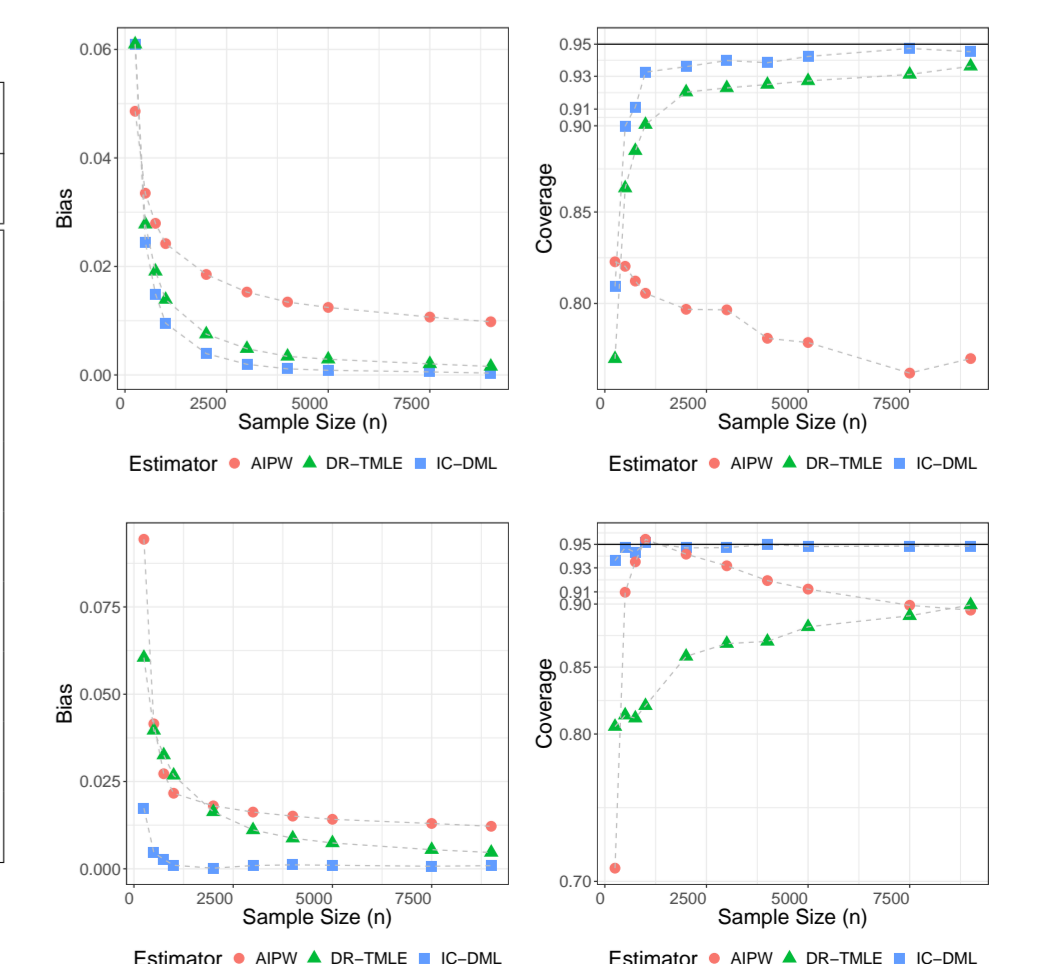 0.06
0.04
0.02
0.00
Bias
0 2500 5000 7500
Sample Size (n)
Estimator AIPW DR−TMLE IC−DML
0.95
0.93
0.91
0.90
0.85
0.80
Coverage
0 2500 5000 7500
Sample Size (n)
Estimator AIPW DR−TMLE IC−DML
0.075
0.050
0.025
0.000
Bias
0 2500 5000 7500
Sample Size (n)
Estimator AIPW DR−TMLE IC−DML
0.95
0.93
0.91
0.90
0.85
0.80
0.70
Coverage
0 2500 5000 7500
Sample Size (n)
Estimator AIPW DR−TMLE IC−DML